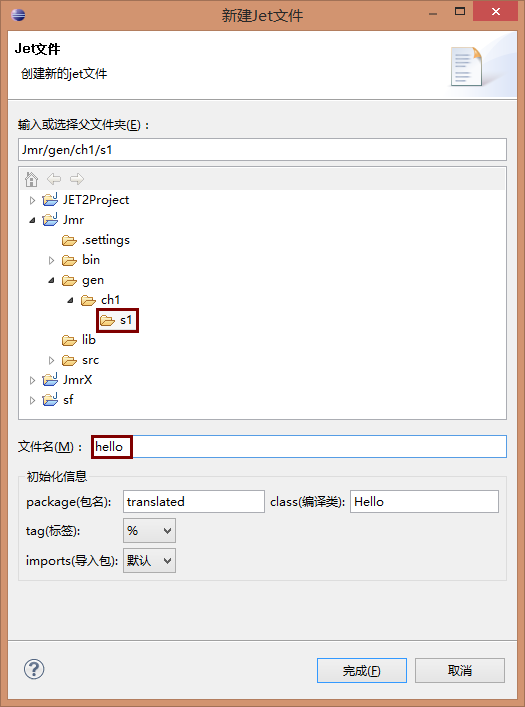 新建Jet文件
Jet文件
创建新的jet文件
输入或选择父文件夹(E)：
Jmr/gen/ch1/s1
JET2Project
Jmr
.settings
bin
gen
ch1
s1
lib
src
JmrX
sf
文件名(M)： hello
初始化信息
package(包名): translated class(编译类): Hello
tag(标签): %
imports(导入包): 默认
完成(F) 取消